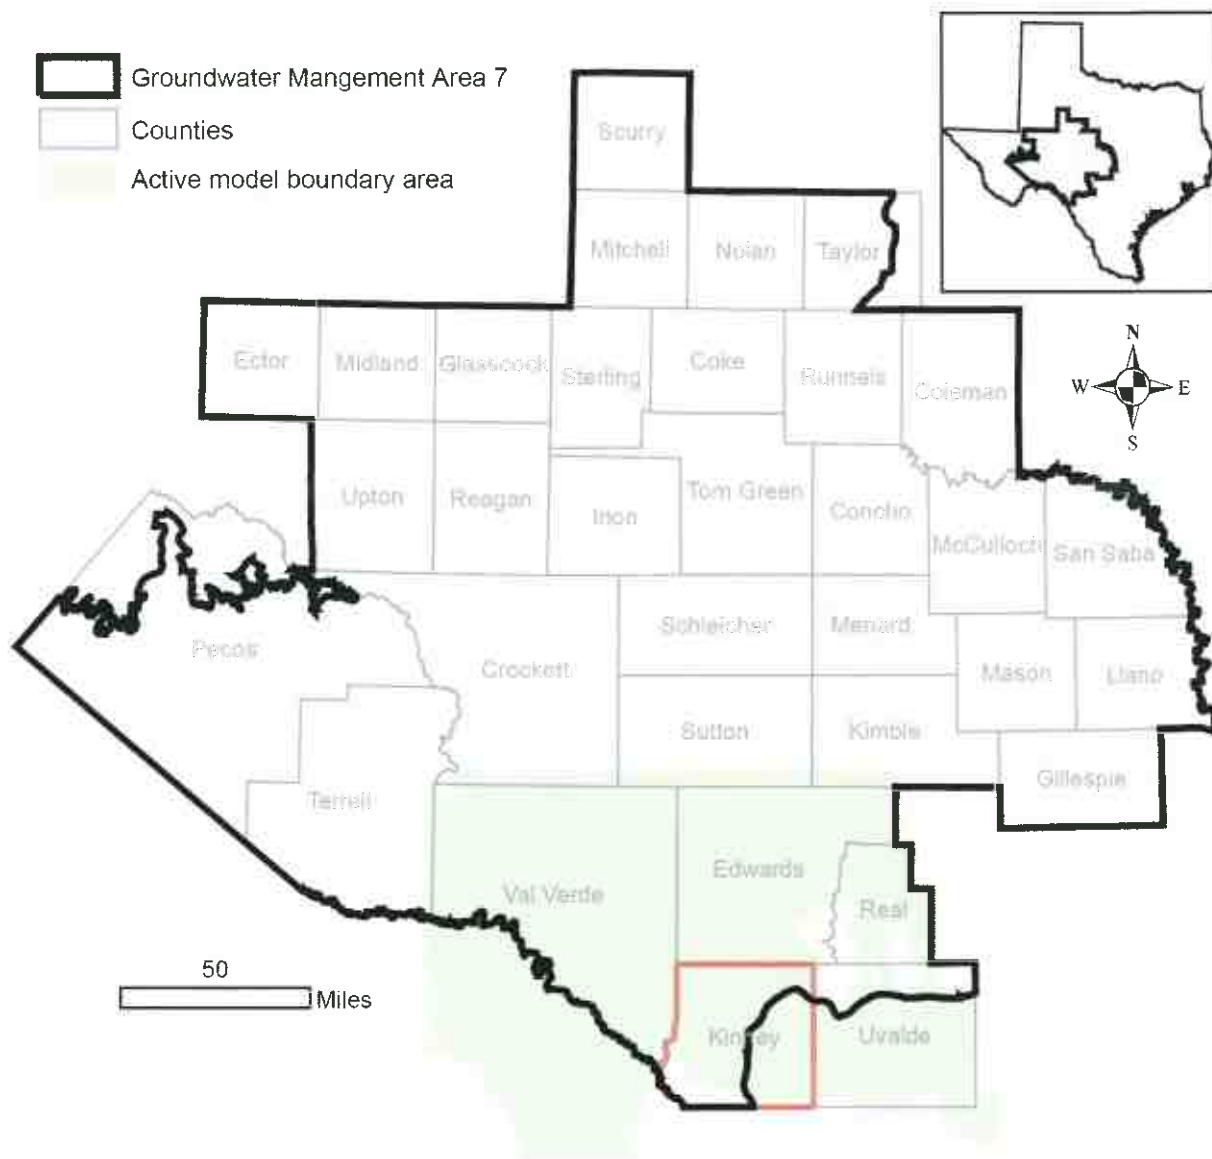 Groundwater Mangement Area 7
Counties
Active model boundary area
Scurry
Mitchell
Nolan
Taylor
Ector
Midland
Glasscock
Sterling
Coke
Runnels
Coleman
N
W
E
S
Upton
Reagan
Irion
Tom Green
Concho
McCulloch
San Saba
Pecos
Crockett
Schleicher
Menard
Mason
Llano
Sutton
Kimble
Gillespie
Terrell
Val Verde
Edwards
Real
50
Miles
Kinney
Uvalde